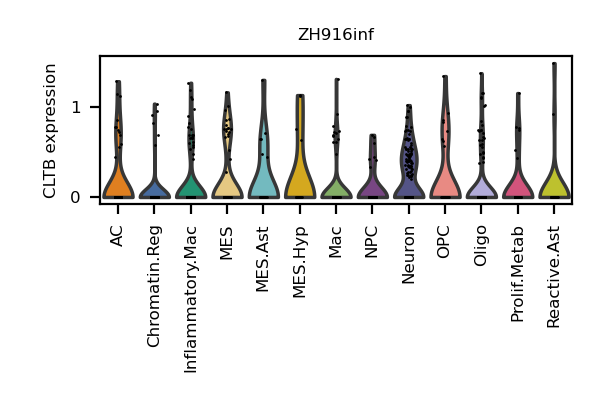 ZH916inf
CLTB expression
1
0
AC
Chromatin.Reg
Inflammatory.Mac
MES
MES.Ast
MES.Hyp
Mac
NPC
Neuron
OPC
Oligo
Prolif.Metab
Reactive.Ast